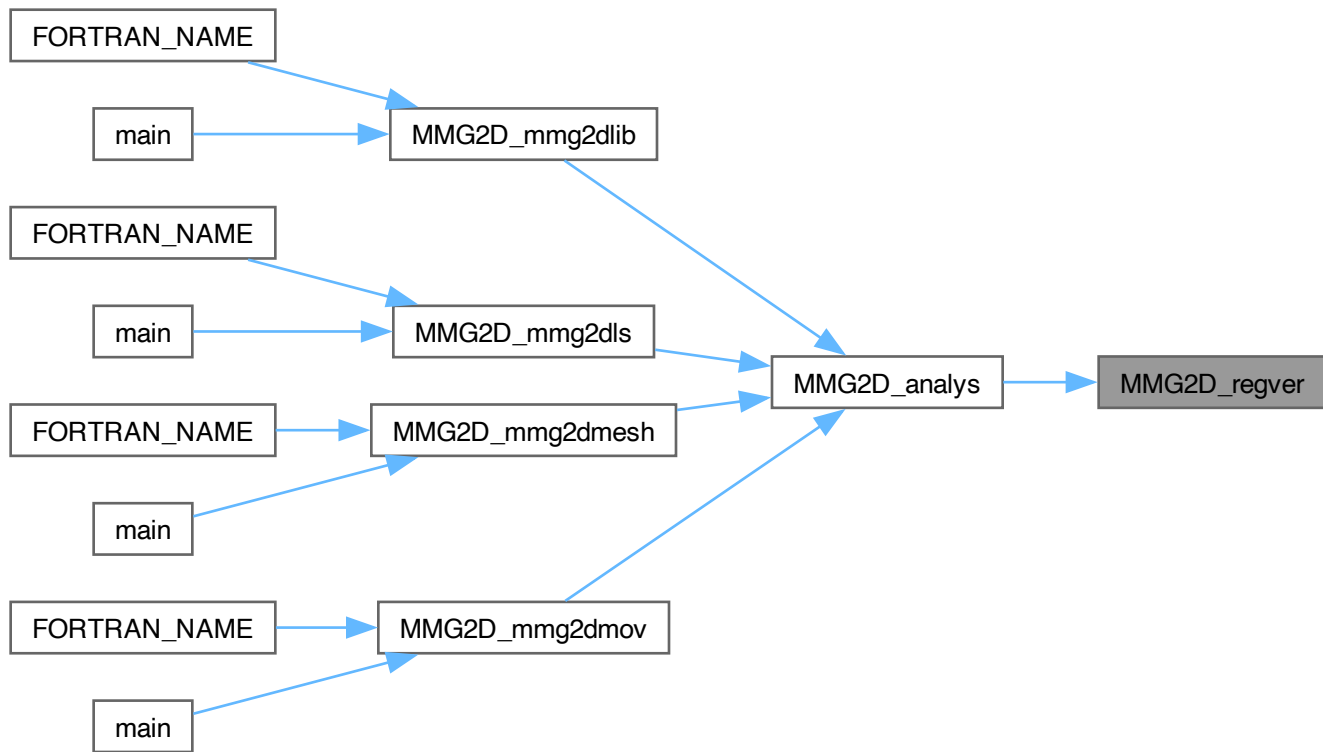 FORTRAN_NAME
main
MMG2D_mmg2dlib
FORTRAN_NAME
main
MMG2D_mmg2dls
MMG2D_analys
MMG2D_regver
FORTRAN_NAME
MMG2D_mmg2dmesh
main
FORTRAN_NAME
MMG2D_mmg2dmov
main